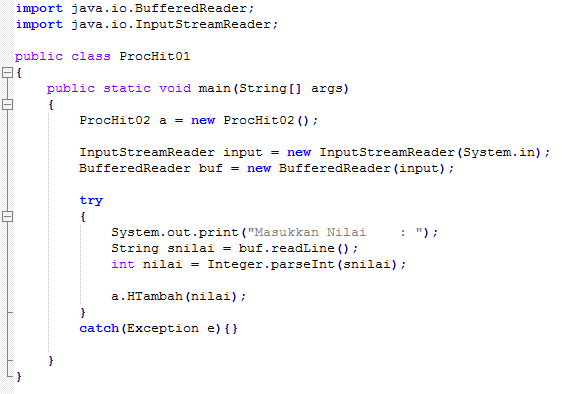 import java.io.BufferedReader;
import java.io.InputStreamReader;
public class ProcHit01
{
public static void main(String[] args)
{
ProcHit02 a = new ProcHit02();
InputStreamReader input = new InputStreamReader(System.in);
BufferedReader buf = new BufferedReader(input);
try
{
System.out.print("Masukkan Nilai    : ");
String snilai = buf.readLine();
int nilai = Integer.parseInt(snilai);
a.HTambah(nilai);
}
catch(Exception e){}
}
}